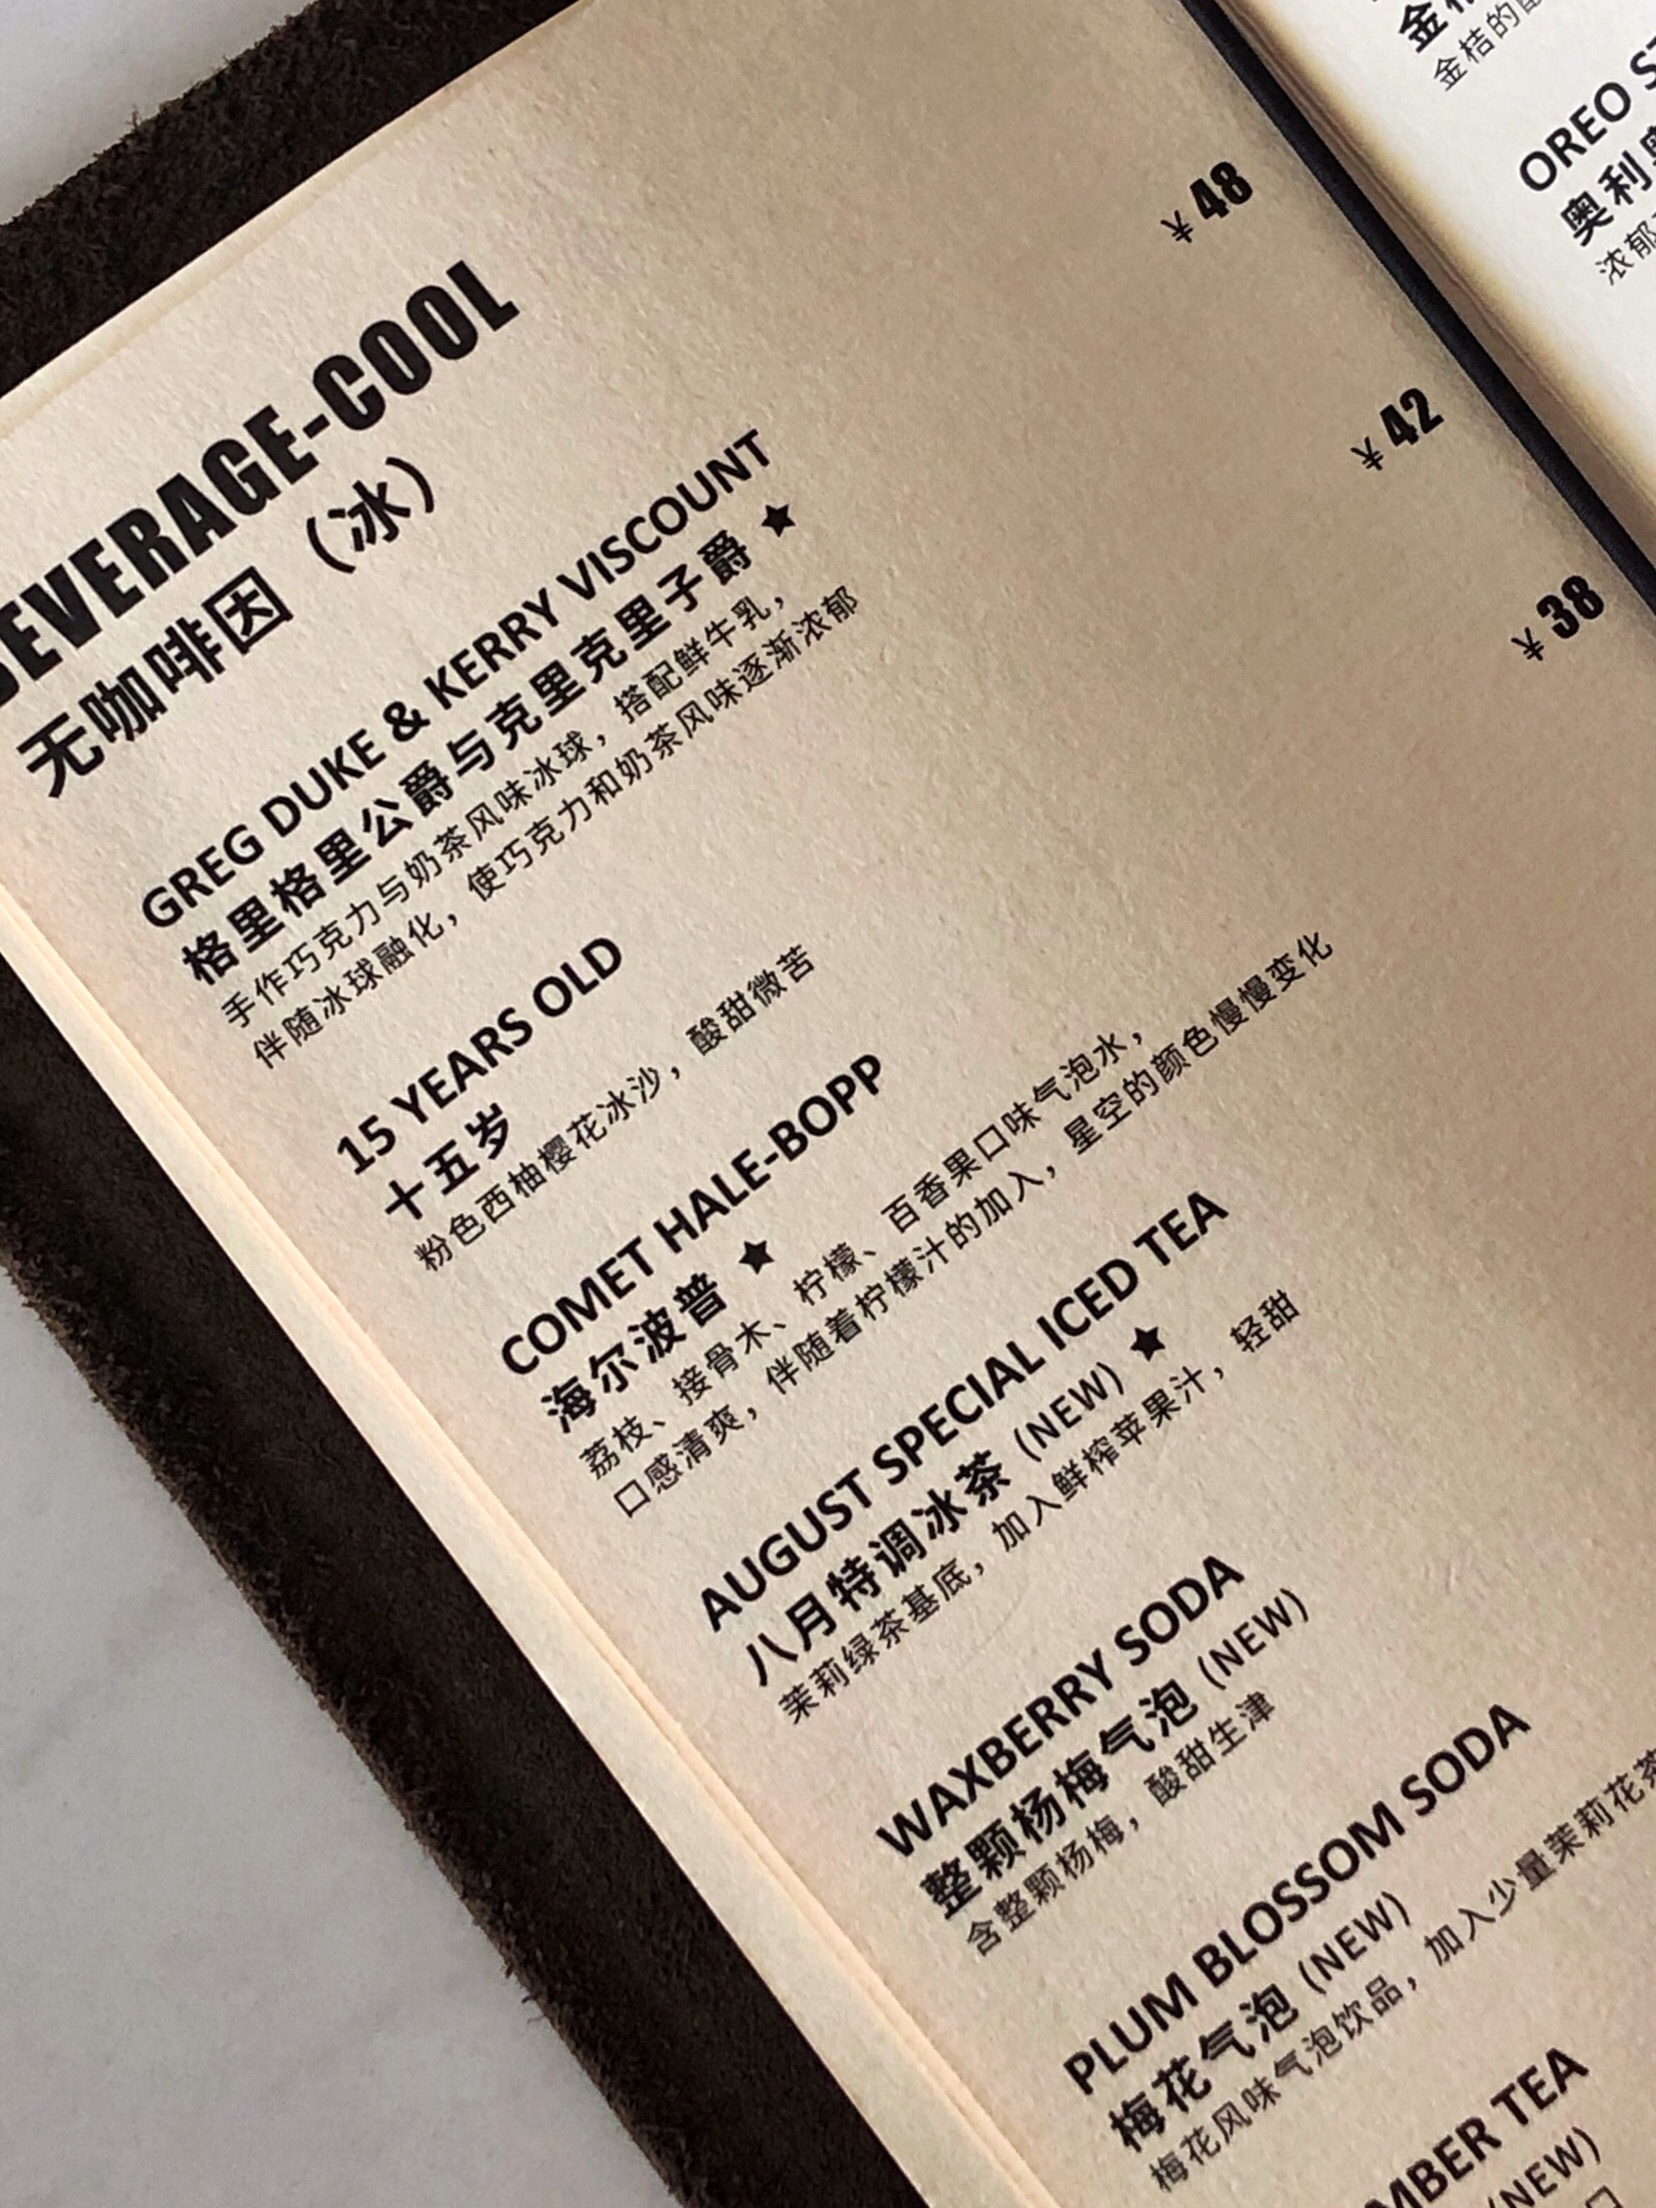 BEVERAGE-COOL
无咖啡因（冰）
GREG DUKE & KERRY VISCOUNT ¥ 48
格里格里公爵与克里克里子爵 ★
手作巧克力与奶茶风味冰球，搭配鲜牛乳，
伴随冰球融化，使巧克力和奶茶风味逐渐浓郁
15 YEARS OLD ¥ 42
十五岁
粉色西柚樱花冰沙，酸甜微苦
COMET HALE-BOPP ¥ 38
海尔波普 ★
荔枝、接骨木、柠檬、百香果口味气泡水，
口感清爽，伴随着柠檬汁的加入，星空的颜色慢慢变化
AUGUST SPECIAL ICED TEA
八月特调冰茶 (NEW) ★
茉莉绿茶基底，加入鲜榨苹果汁，轻甜
WAXBERRY SODA
整颗杨梅气泡 (NEW)
含整颗杨梅，酸甜生津
PLUM BLOSSOM SODA
梅花气泡 (NEW)
梅花风味气泡饮品，加入少量茉莉花茶
MBER TEA
(NEW)
金桔的
OREO
奥利奥
浓郁